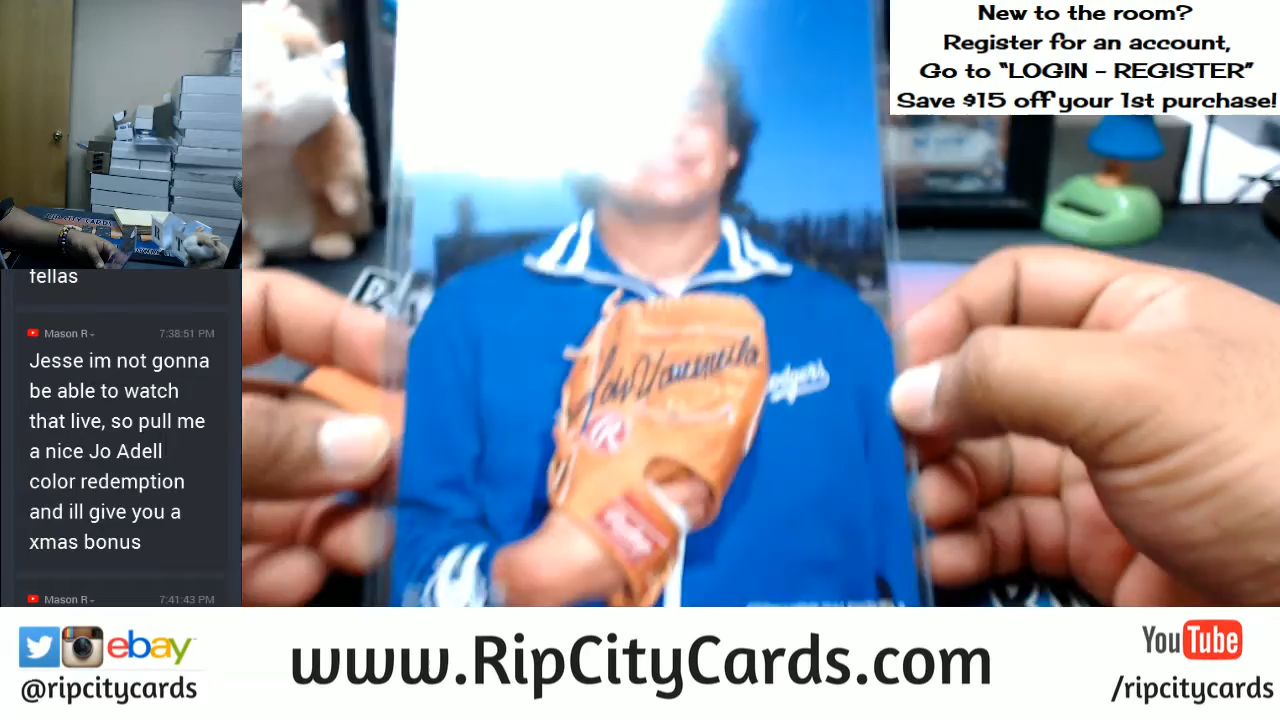 New to the room?
Register for an account,
Go to “LOGIN - REGISTER”
Save $15 off your 1st purchase!
RIP CITY CARDS
fellas
Mason R -
7:38:51 PM
Jesse im not gonna
be able to watch
that live, so pull me
a nice Jo Adell
color redemption
and ill give you a
xmas bonus
Mason R -
7:41:43 PM
R
ebay
@ripcitycards
www.RipCityCards.com
YouTube
/ripcitycards